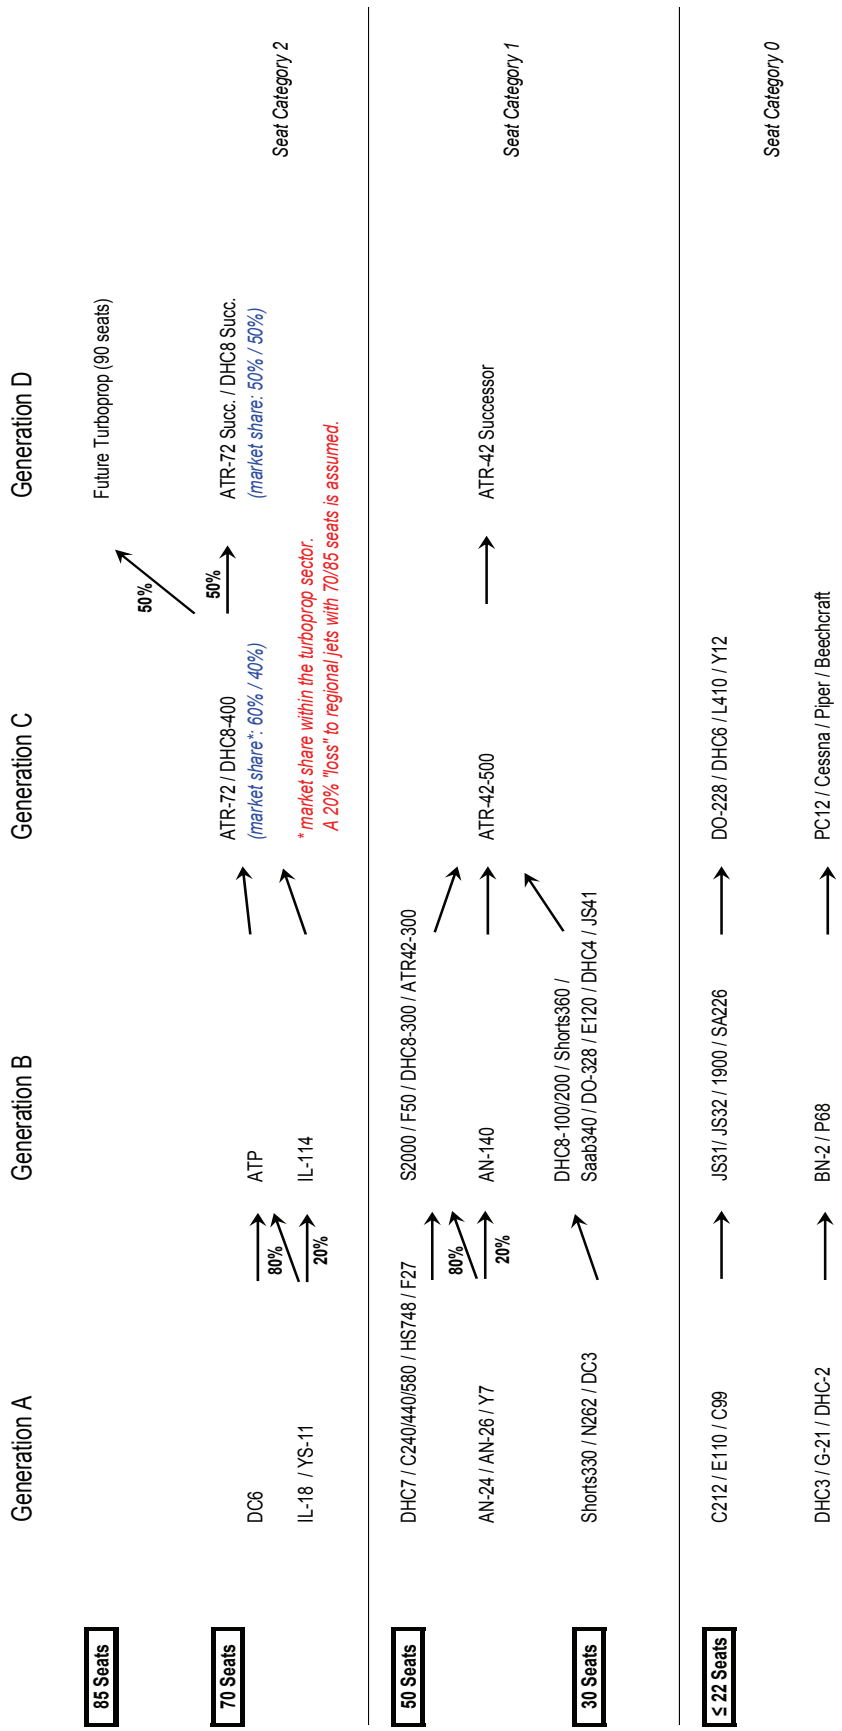 Generation A
Generation B
Generation C
Generation D
85 Seats
Future Turboprop (90 seats)
50%
70 Seats
50%
ATR-72 / DHC8-400
(market share*: 60% / 40%)
ATR-72 Succ. / DHC8 Succ.
(market share: 50% / 50%)
DC6
ATP
80%
IL-18 / YS-11
20%
IL-114
* market share within the turboprop sector.
A 20% "loss" to regional jets with 70/85 seats is assumed.
Seat Category 2
50 Seats
DHC7 / C240/440/580 / HS748 / F27
S2000 / F50 / DHC8-300 / ATR42-300
80%
AN-24 / AN-26 / Y7
20%
AN-140
ATR-42-500
ATR-42 Successor
Seat Category 1
30 Seats
Shorts330 / N262 / DC3
DHC8-100/200 / Shorts360 /
Saab340 / DO-328 / E120 / DHC4 / JS41
≤ 22 Seats
C212 / E110 / C99
JS31/ JS32 / 1900 / SA226
DO-228 / DHC6 / L410 / Y12
Seat Category 0
DHC3 / G-21 / DHC-2
BN-2 / P68
PC12 / Cessna / Piper / Beechcraft